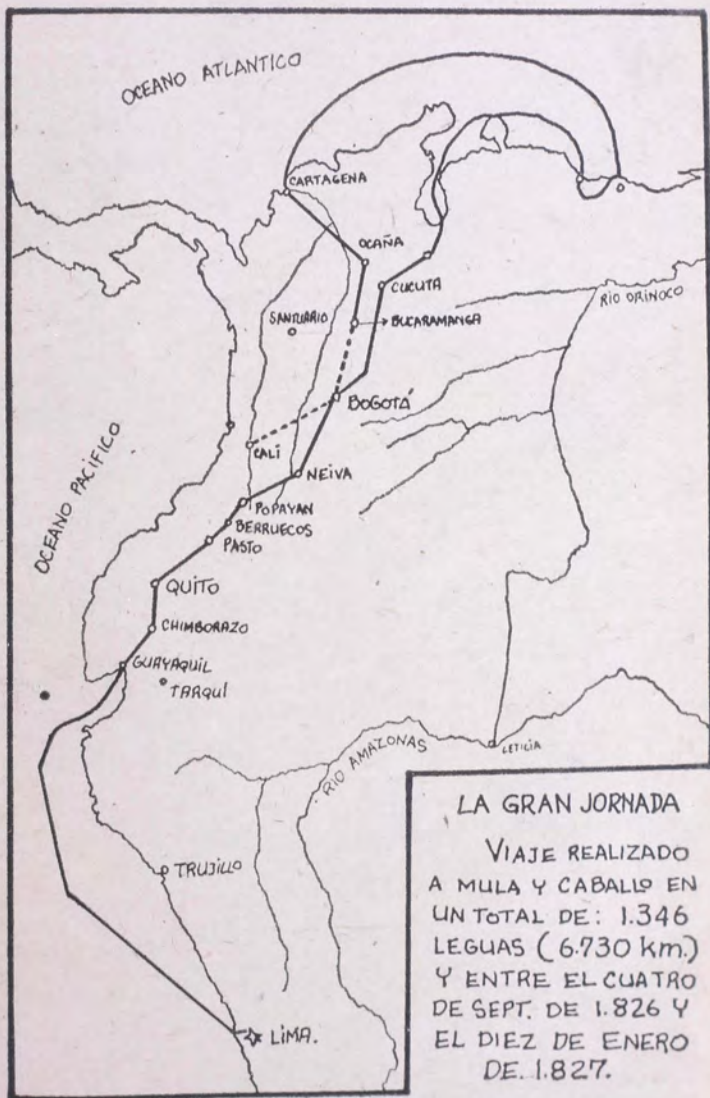 OCEANO ATLANTICO
CARTAGENA
OCAÑA
CUCUTA
RIO ORINOCO
SANTUARIO
BUCARAMANGA
BOGOTÁ
CALI
NEIVA
OCEANO PACIFICO
POPAYAN
BERRUECOS
PASTO
QUITO
CHIMBORAZO
GUAYAQUIL
TARQUI
RIO AMAZONAS
LETICIA
TRUJILLO
LIMA.
LA GRAN JORNADA
VIAJE REALIZADO
A MULA Y CABALLO EN
UN TOTAL DE: 1.346
LEGUAS (6.730 km.)
Y ENTRE EL CUATRO
DE SEPT. DE 1.826 Y
EL DIEZ DE ENERO
DE. 1.827.